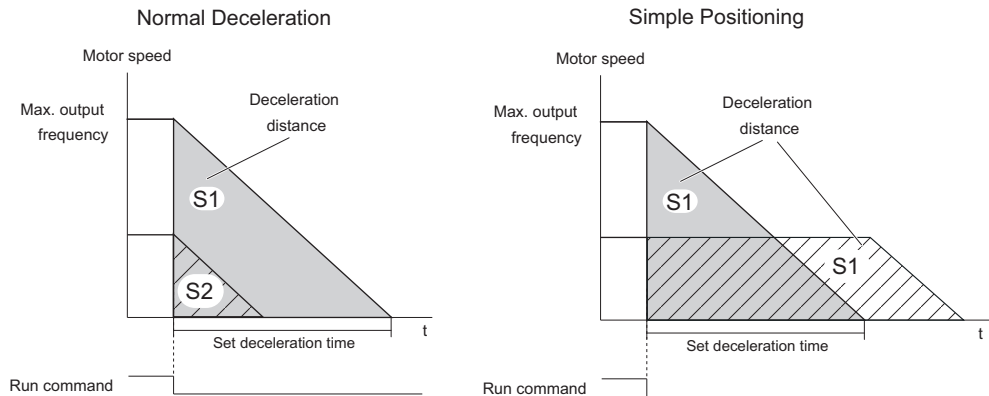 Normal Deceleration
Motor speed
Max. output
frequency
Deceleration
distance
S1
S2
t
Set deceleration time
Run command
Simple Positioning
Motor speed
Max. output
frequency
Deceleration
distance
S1
S1
t
Set deceleration time
Run command